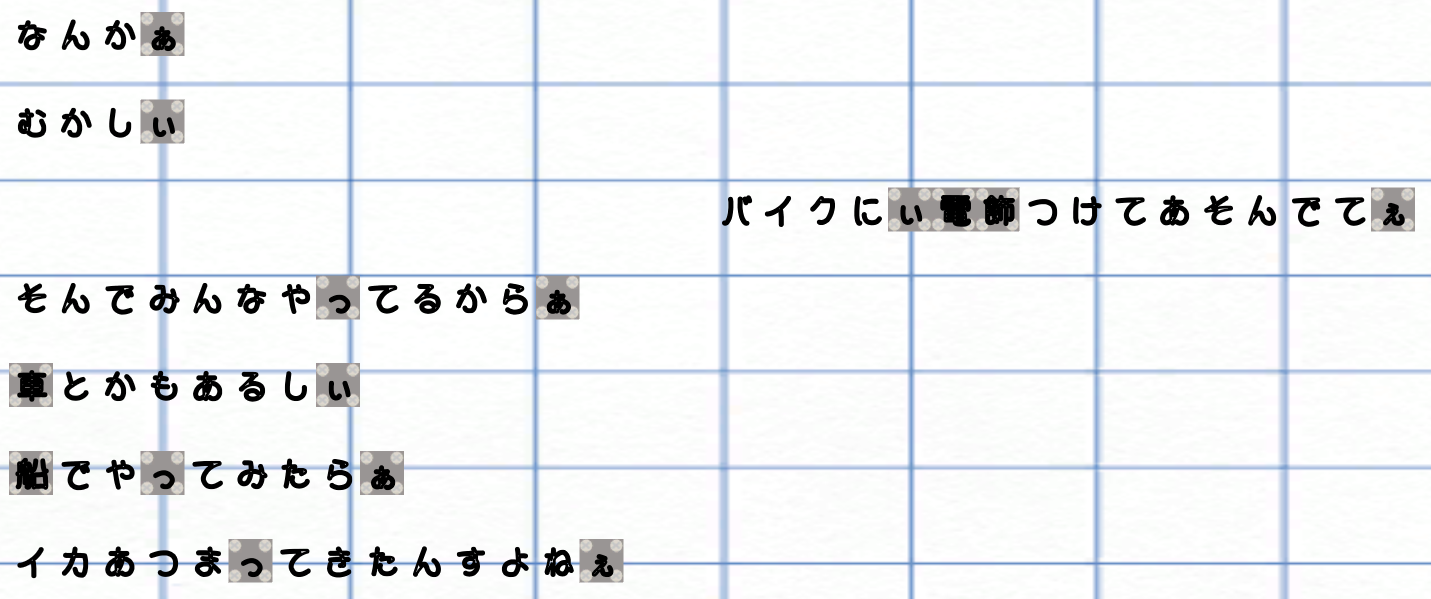 なんかぁ
むかしぃ
バイクにぃ電飾つけてあそんでてぇ
そんでみんなやってるからぁ
車とかもあるしぃ
船でやってみたらぁ
イカあつまってきたんすよねぇ